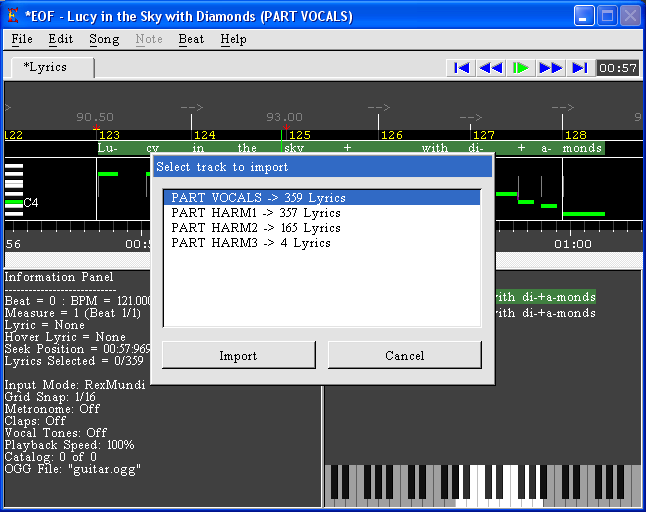 *EOF - Lucy in the Sky with Diamonds (PART VOCALS)
File Edit Song Note Beat Help
*Lyrics
00:57
--> --> --> -->
90.50 93.00 9
122 123 124 125 126 127 128
Lu- cy in the sky + with di- + a- monds
C4
56 00:5 01:00
Select track to import
PART VOCALS -> 359 Lyrics
PART HARM1 -> 357 Lyrics
PART HARM2 -> 165 Lyrics
PART HARM3 -> 4 Lyrics
Import Cancel
Information Panel
----------------------------
Beat = 0 : BPM = 121.000
Measure = 1 (Beat 1/1)
Lyric = None
Hover Lyric = None
Seek Position = 00:57:969
Lyrics Selected = 0/359
Input Mode: RexMundi
Grid Snap: 1/16
Metronome: Off
Claps: Off
Vocal Tones: Off
Playback Speed: 100%
Catalog: 0 of 0
OGG File: "guitar.ogg"
with di-+a-monds
with di-+a-monds